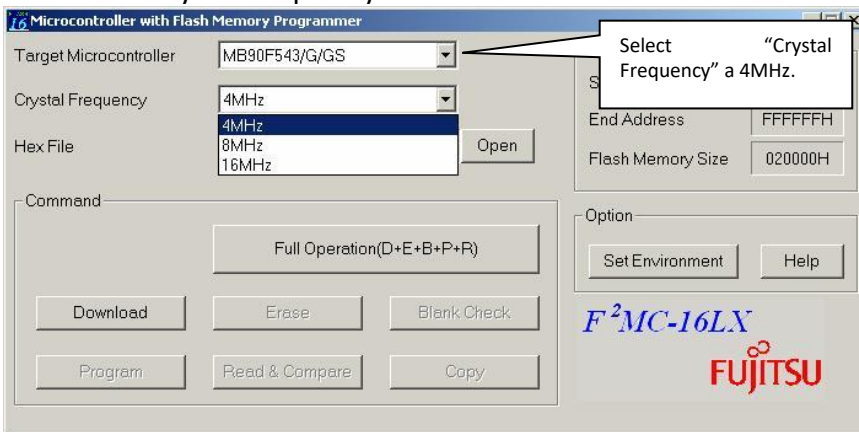 Microcontroller with Flash Memory Programmer
Target Microcontroller MB90F543/G/GS
Select "Crystal
Frequency" a 4MHz.
Crystal Frequency 4MHz
4MHz
8MHz
16MHz
Hex File Open
End Address FFFFFFH
Flash Memory Size 020000H
Command
Full Operation(D+E+B+P+R)
Download Erase Blank Check
Program Read & Compare Copy
Option
Set Environment Help
F²MC-16LX
FUJITSU